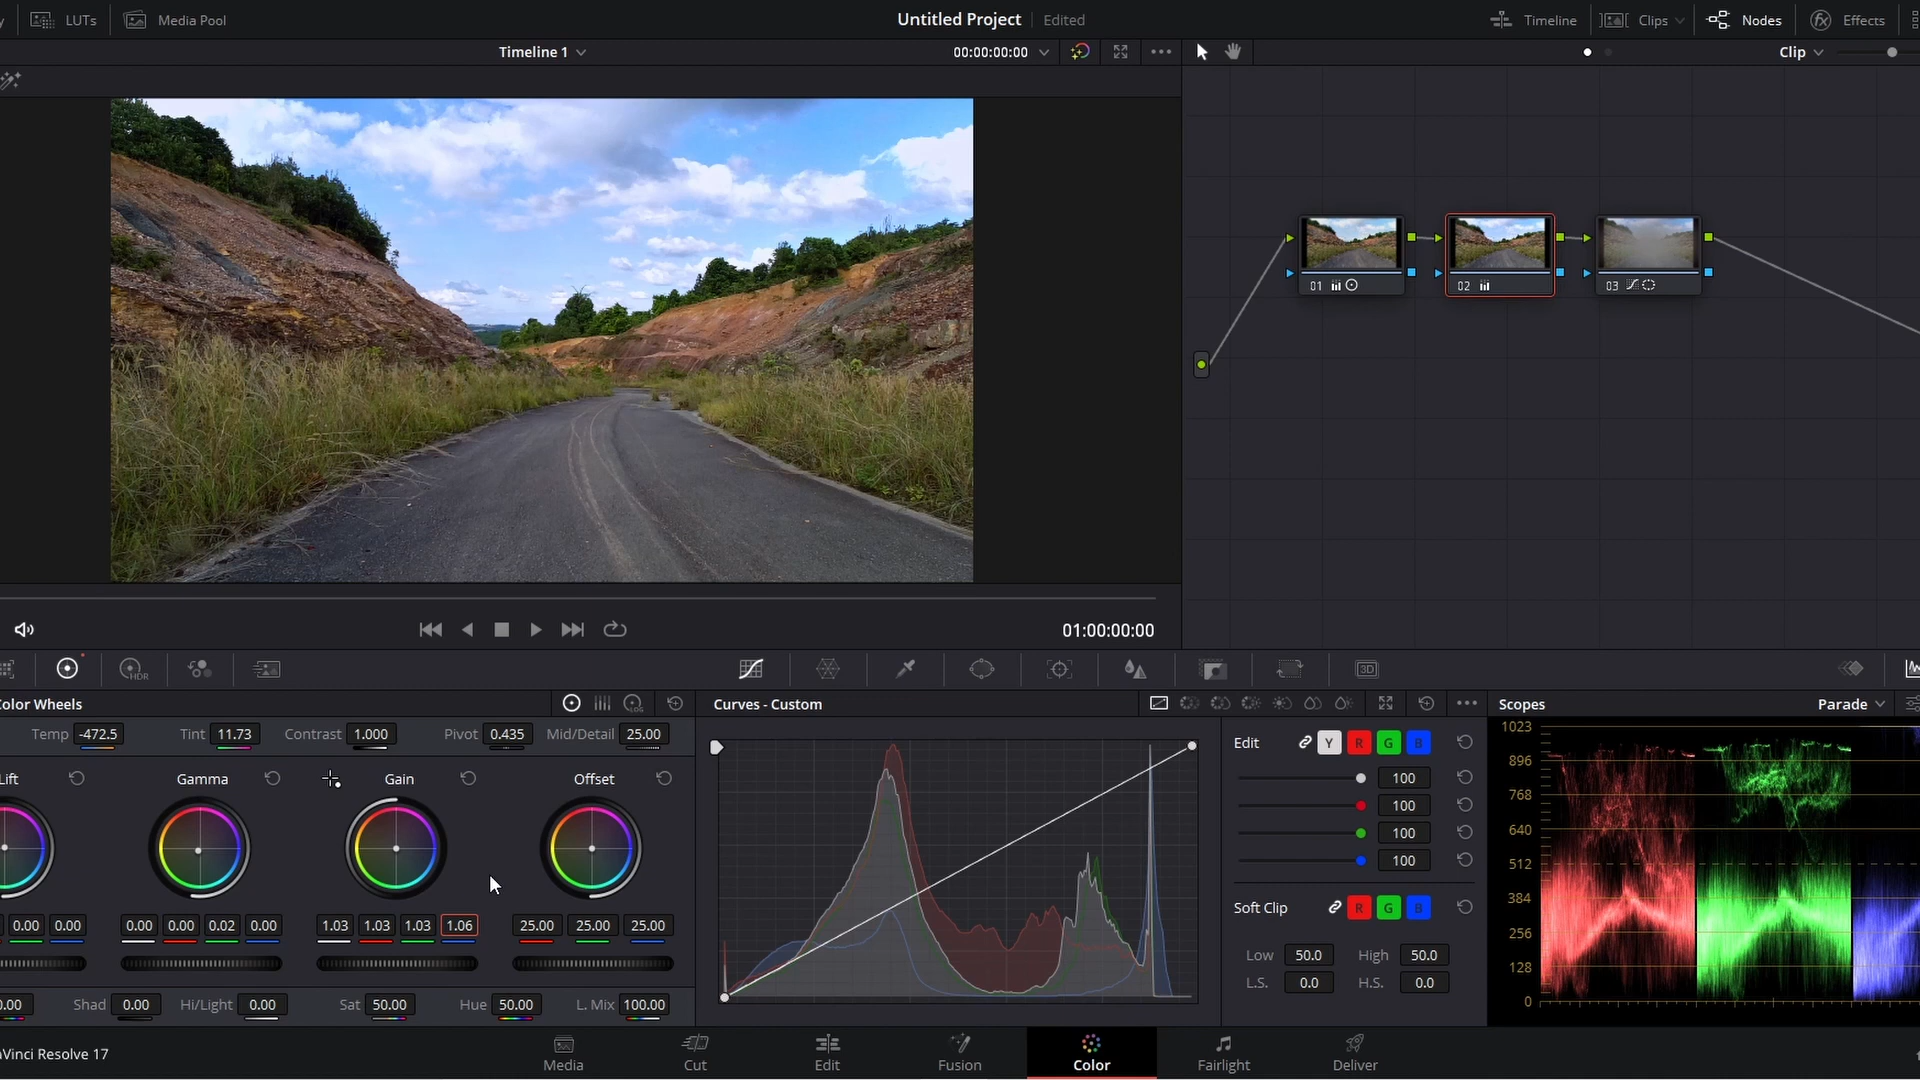 LUTs Media Pool Untitled Project Edited Timeline Clips Nodes Effects
Timeline 1 00:00:00:00 Clip
01 02 03
01:00:00:00
HDR 3D
Color Wheels LOG Curves - Custom Scopes Parade
Temp -472.5 Tint 11.73 Contrast 1.000 Pivot 0.435 Mid/Detail 25.00
Lift Gamma Gain Offset
0.00 0.00 0.00 0.00 0.02 0.00 1.03 1.03 1.03 1.06 25.00 25.00 25.00
0.00 Shad 0.00 Hi/Light 0.00 Sat 50.00 Hue 50.00 L. Mix 100.00
Edit Y R G B
100
100
100
100
Soft Clip R G B
Low 50.0 High 50.0
L.S. 0.0 H.S. 0.0
1023
896
768
640
512
384
256
128
0
aVinci Resolve 17 Media Cut Edit Fusion Color Fairlight Deliver